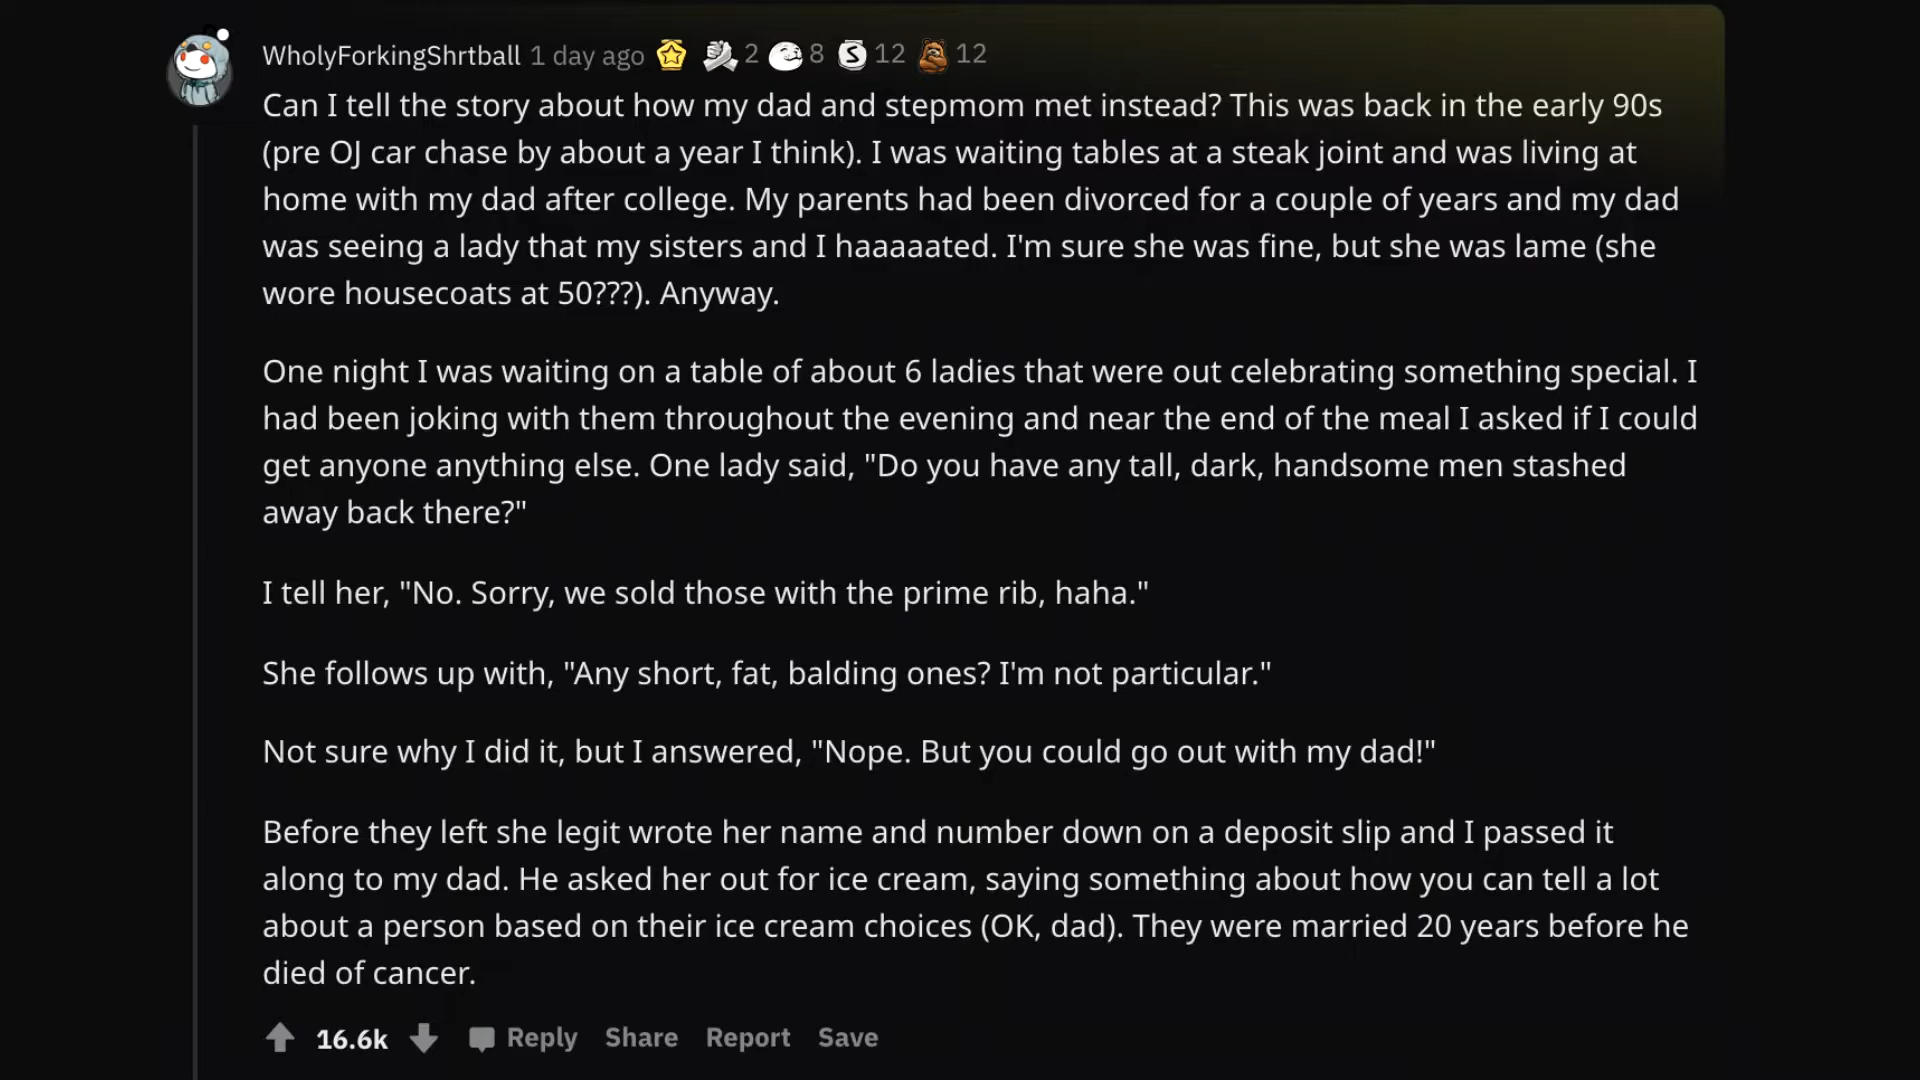 WholyForkingShrtball 1 day ago 2 8 S 12 12
Can I tell the story about how my dad and stepmom met instead? This was back in the early 90s
(pre OJ car chase by about a year I think). I was waiting tables at a steak joint and was living at
home with my dad after college. My parents had been divorced for a couple of years and my dad
was seeing a lady that my sisters and I haaaaated. I'm sure she was fine, but she was lame (she
wore housecoats at 50???). Anyway.
One night I was waiting on a table of about 6 ladies that were out celebrating something special. I
had been joking with them throughout the evening and near the end of the meal I asked if I could
get anyone anything else. One lady said, "Do you have any tall, dark, handsome men stashed
away back there?"
I tell her, "No. Sorry, we sold those with the prime rib, haha."
She follows up with, "Any short, fat, balding ones? I'm not particular."
Not sure why I did it, but I answered, "Nope. But you could go out with my dad!"
Before they left she legit wrote her name and number down on a deposit slip and I passed it
along to my dad. He asked her out for ice cream, saying something about how you can tell a lot
about a person based on their ice cream choices (OK, dad). They were married 20 years before he
died of cancer.
16.6k Reply Share Report Save